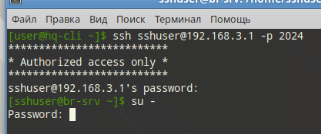 sshuser@br-srv: /home/sshuser
Файл Правка Вид Поиск Терминал Помощь
[user@hq-cli ~]$ ssh sshuser@192.168.3.1 -p 2024
***************************
* Authorized access only *
***************************
sshuser@192.168.3.1's password:
[sshuser@br-srv ~]$ su -
Password: